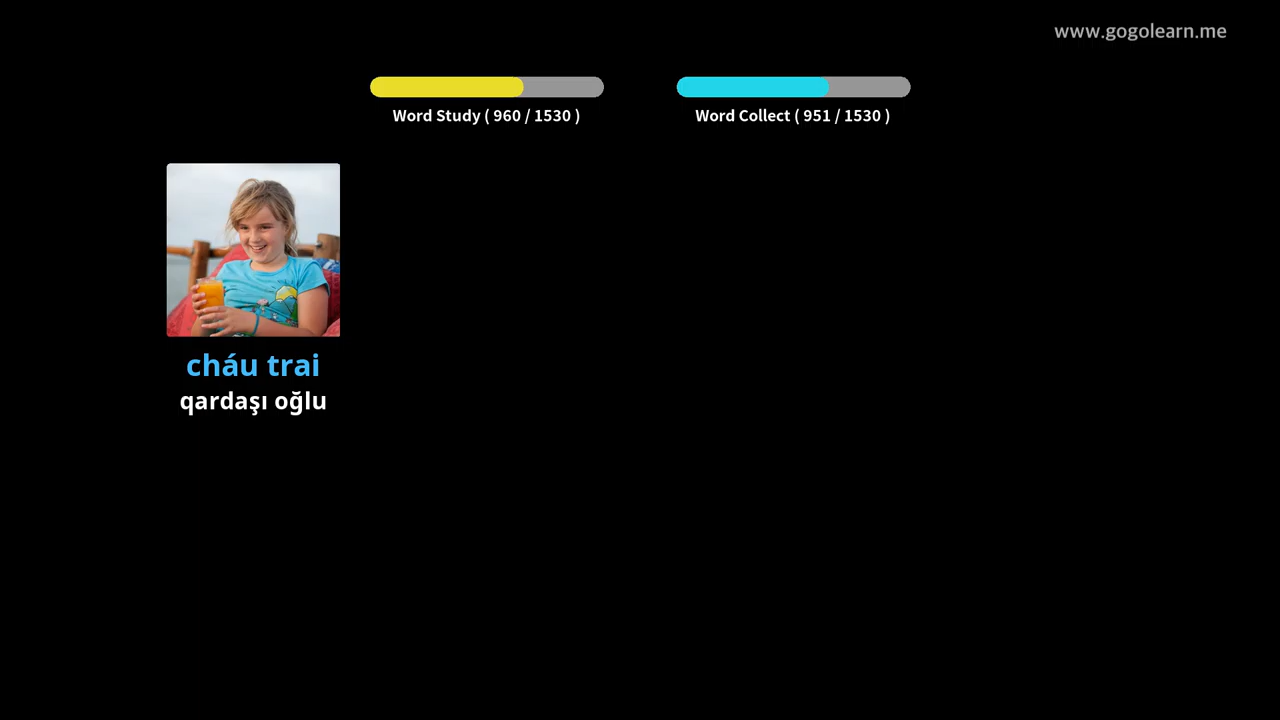 www.gogolearn.me
Word Study ( 960 / 1530 )
Word Collect ( 951 / 1530 )
cháu trai
qardaşı oğlu